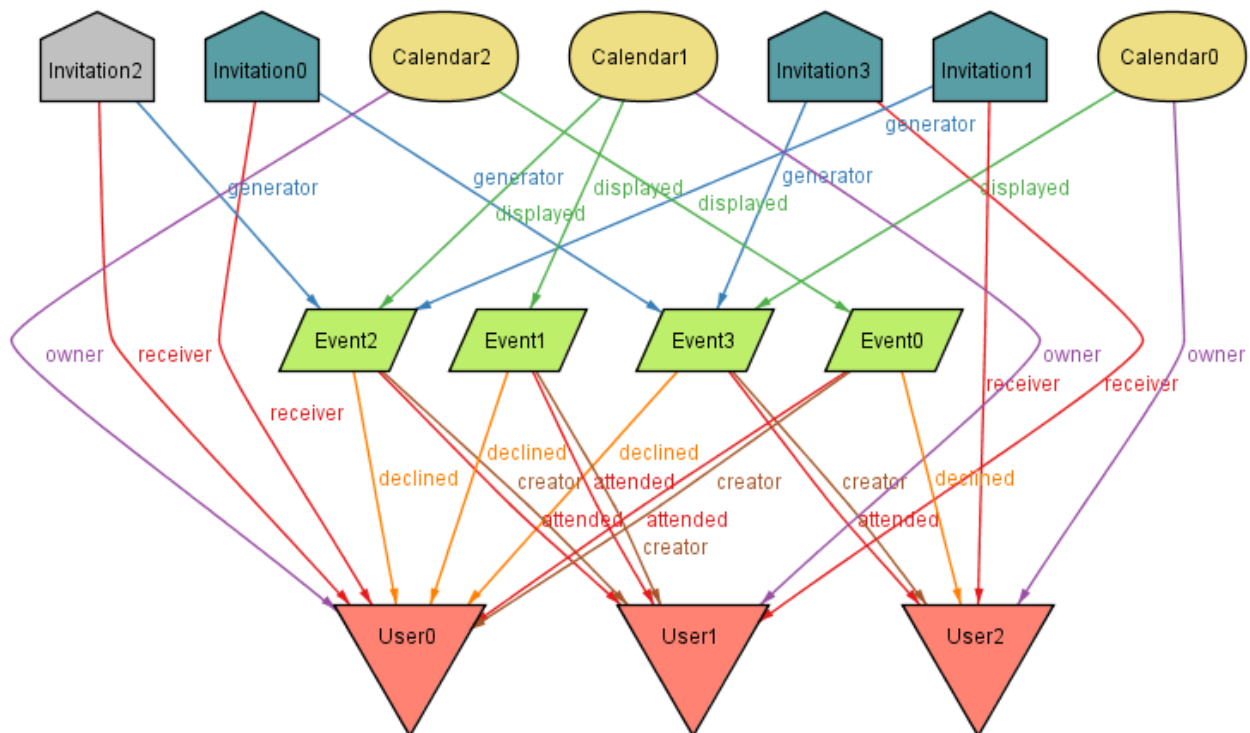 Invitation2
Invitation0
Calendar2
Calendar1
Invitation3
Invitation1
Calendar0
generator
generator
generator
generator
displayed
displayed
displayed
displayed
Event2
Event1
Event3
Event0
owner
receiver
owner
owner
receiver
receiver
receiver
declined
declined
declined
declined
creator
attended
creator
creator
attended
attended
attended
creator
User0
User1
User2